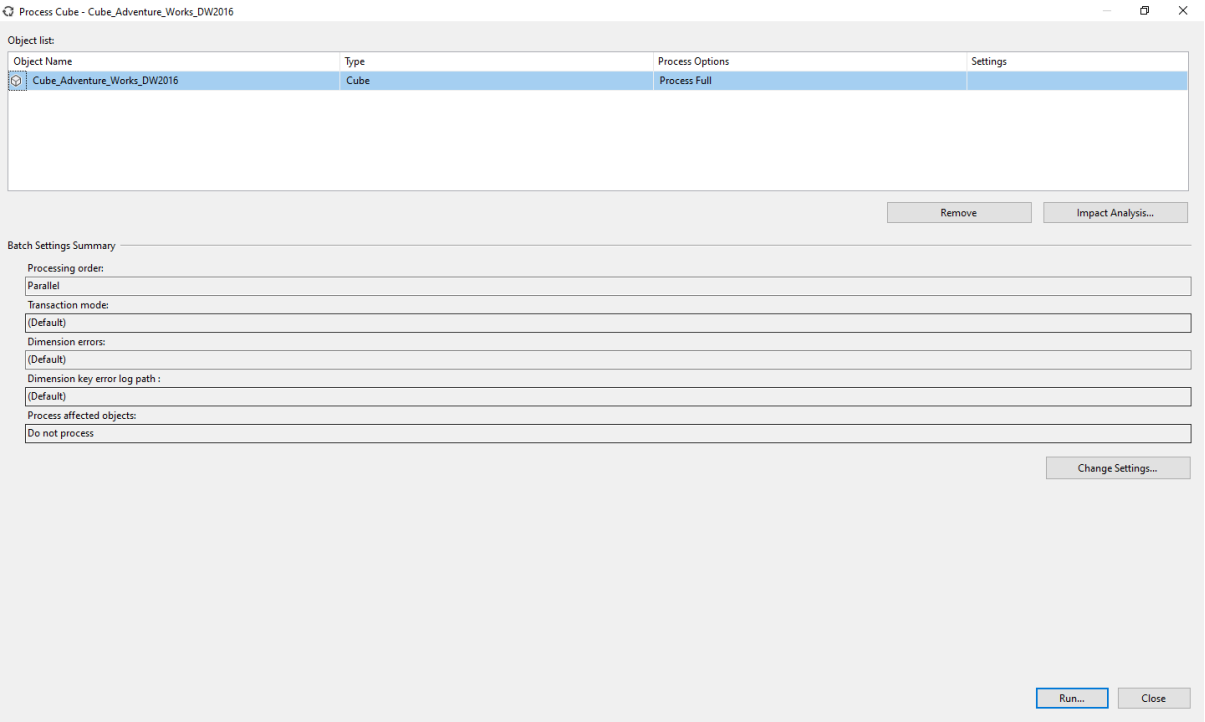 Process Cube - Cube_Adventure_Works_DW2016
Object list:
Object Name Type Process Options Settings
Cube_Adventure_Works_DW2016 Cube Process Full
Remove Impact Analysis...
Batch Settings Summary
Processing order:
Parallel
Transaction mode:
(Default)
Dimension errors:
(Default)
Dimension key error log path :
(Default)
Process affected objects:
Do not process
Change Settings...
Run... Close